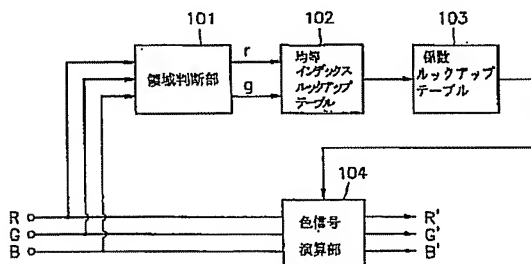 101
102
103
領域判断部
r
g
均等
インデックス
ルックアップ
テーブル
係数
ルックアップ
テーブル
104
R
G
B
色信号
演算部
R'
G'
B'